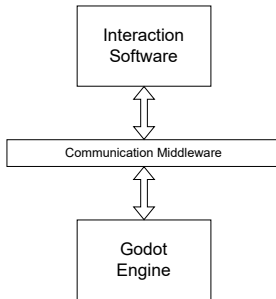 Interaction
Software
Communication Middleware
Godot
Engine